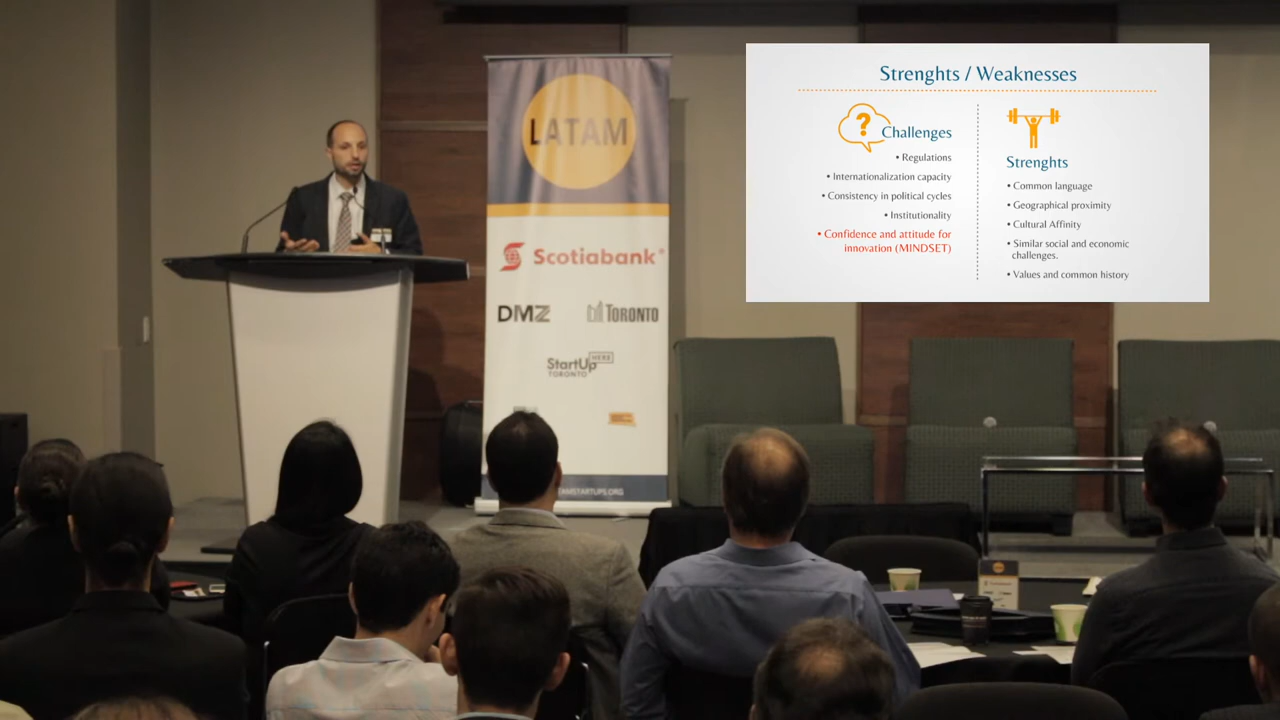 LATAM
Scotiabank
DMZ
TORONTO
StartUp HERE
TORONTO
Strenghts / Weaknesses
?
Challenges
• Regulations
• Internationalization capacity
• Consistency in political cycles
• Institutionality
• Confidence and attitude for
innovation (MINDSET)
Strenghts
• Common language
• Geographical proximity
• Cultural Affinity
• Similar social and economic
challenges.
• Values and common history